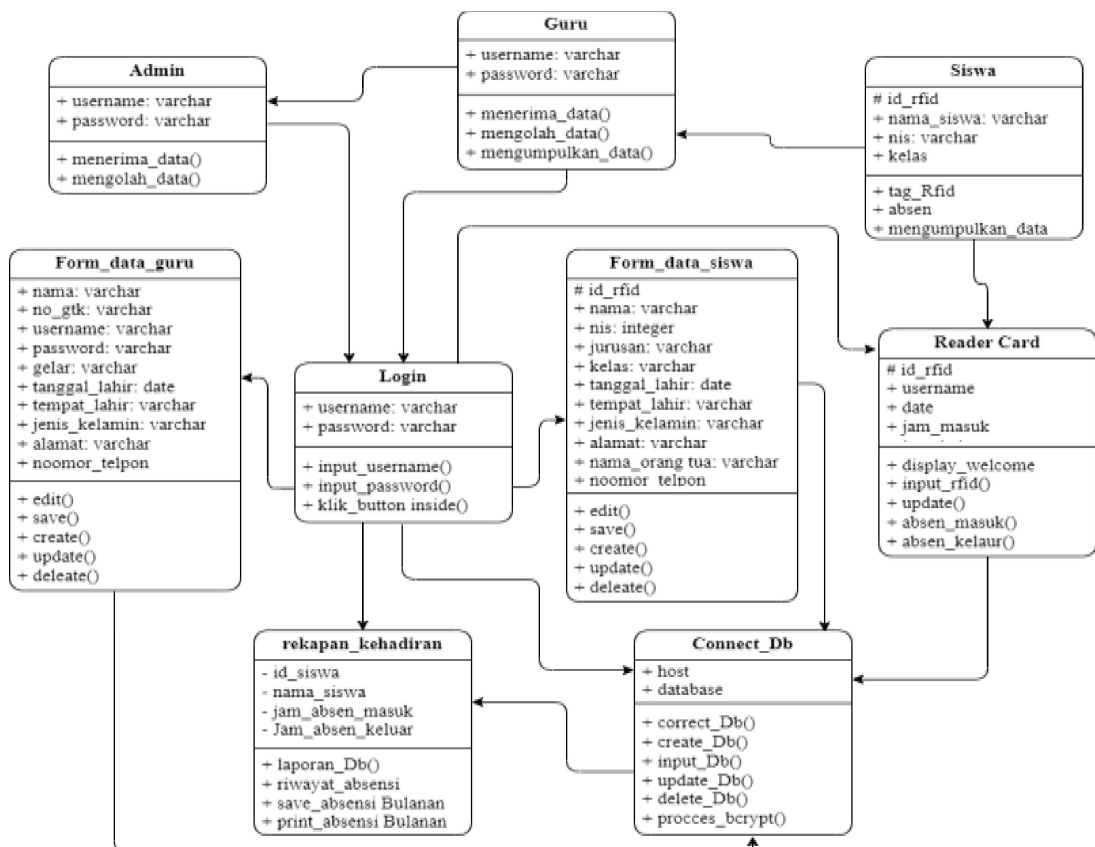 Guru
+ username: varchar
+ password: varchar
+ menerima_data()
+ mengolah_data()
+ mengumpulkan_data()
Admin
+ username: varchar
+ password: varchar
+ menerima_data()
+ mengolah_data()
Siswa
# id_rfid
+ nama_siswa: varchar
+ nis: varchar
+ kelas
+ tag_Rfid
+ absen
+ mengumpulkan_data
Form_data_guru
+ nama: varchar
+ no_gtk: varchar
+ username: varchar
+ password: varchar
+ gelar: varchar
+ tanggal_lahir: date
+ tempat_lahir: varchar
+ jenis_kelamin: varchar
+ alamat: varchar
+ noomor_telpon
+ edit()
+ save()
+ create()
+ update()
+ deleate()
Form_data_siswa
# id_rfid
+ nama: varchar
+ nis: integer
+ jurusan: varchar
+ kelas: varchar
+ tanggal_lahir: date
+ tempat_lahir: varchar
+ jenis_kelamin: varchar
+ alamat: varchar
+ nama_orang tua: varchar
+ noomor_telpon
+ edit()
+ save()
+ create()
+ update()
+ deleate()
Login
+ username: varchar
+ password: varchar
+ input_username()
+ input_password()
+ klik_button inside()
Reader Card
# id_rfid
+ username
+ date
+ jam_masuk
+ display_welcome
+ input_rfid()
+ update()
+ absen_masuk()
+ absen_kelaur()
rekapan_kehadiran
- id_siswa
- nama_siswa
- jam_absen_masuk
- Jam_absen_keluar
+ laporan_Db()
+ riwayat_absensi
+ save_absensi Bulanan
+ print_absensi Bulanan
Connect_Db
+ host
+ database
+ correct_Db()
+ create_Db()
+ input_Db()
+ update_Db()
+ delete_Db()
+ procces_bcrypt()